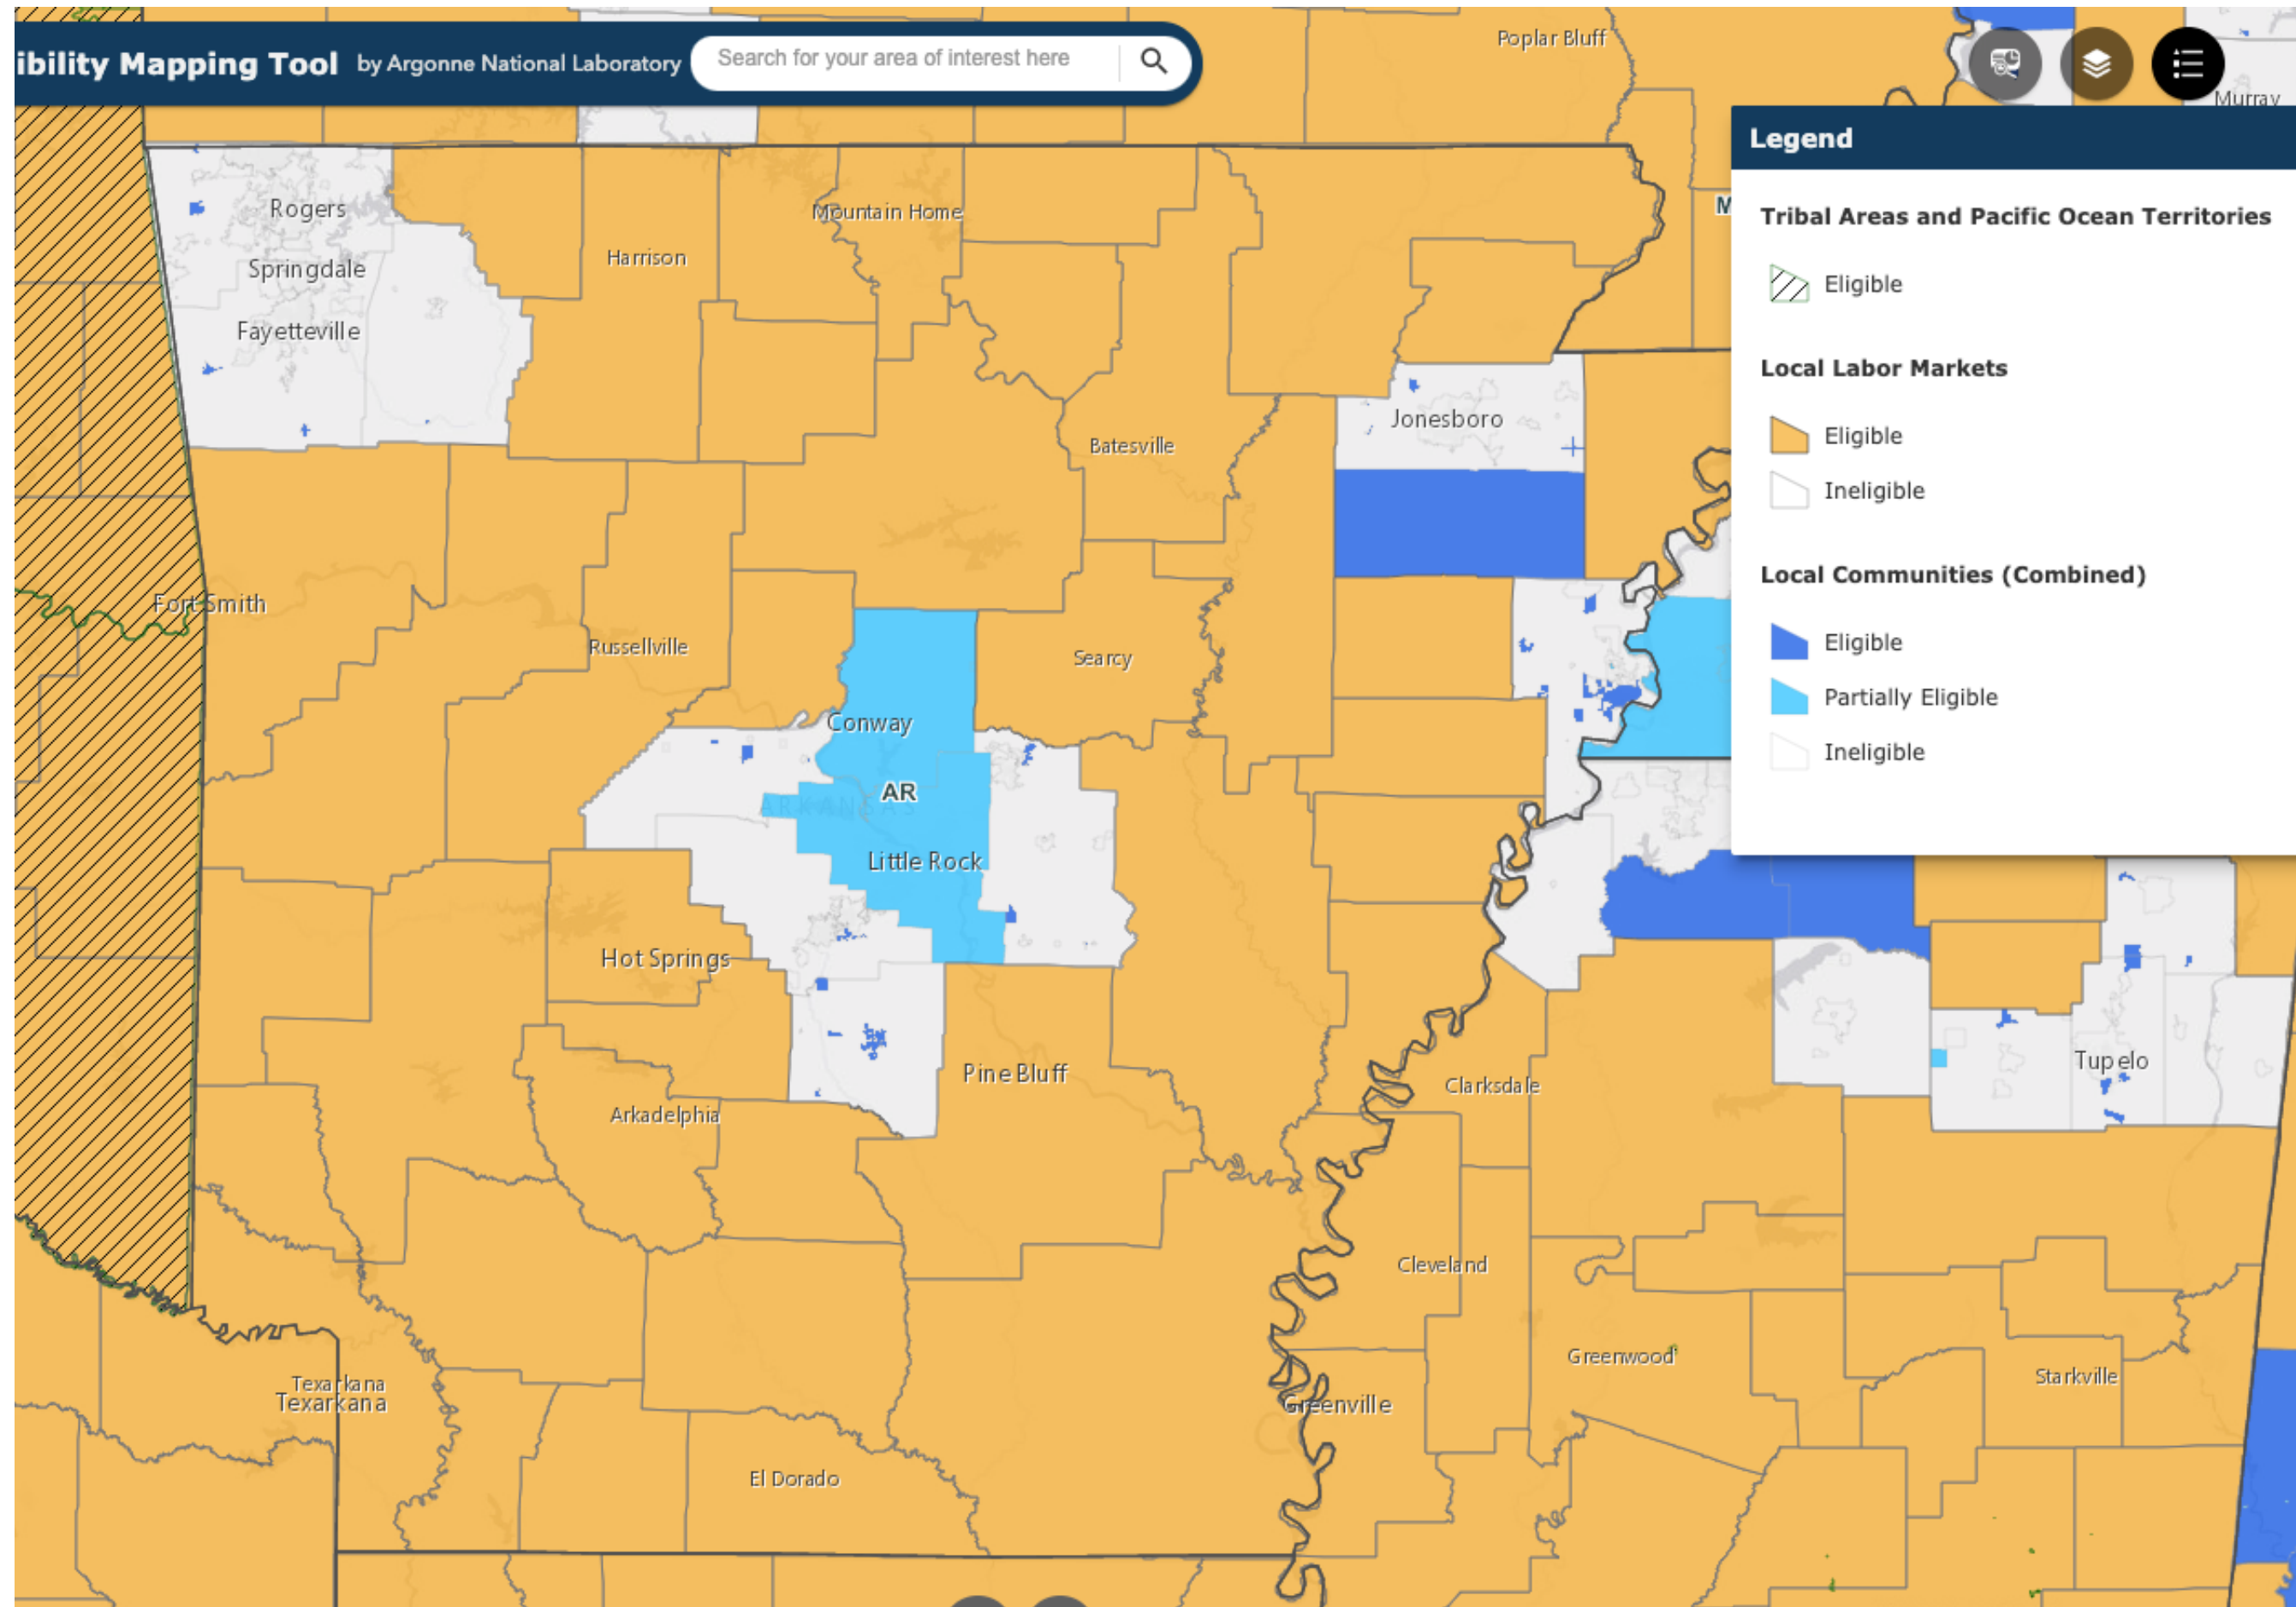 Poplar Bluff
ibility Mapping Tool by Argonne National Laboratory
Search for your area of interest here
Murray
Legend
Tribal Areas and Pacific Ocean Territories
Eligible
Local Labor Markets
Eligible
Ineligible
Local Communities (Combined)
Eligible
Partially Eligible
Ineligible
M
Rogers
Mountain Home
Harrison
Springdale
Fayetteville
Jonesboro
Batesville
Fort Smith
Russellville
Searcy
Conway
AR
ARKANSAS
Little Rock
Hot Springs
Pine Bluff
Tupelo
Clarksdale
Arkadelphia
Cleveland
Greenwood
Starkville
Texarkana
Texarkana
Greenville
El Dorado